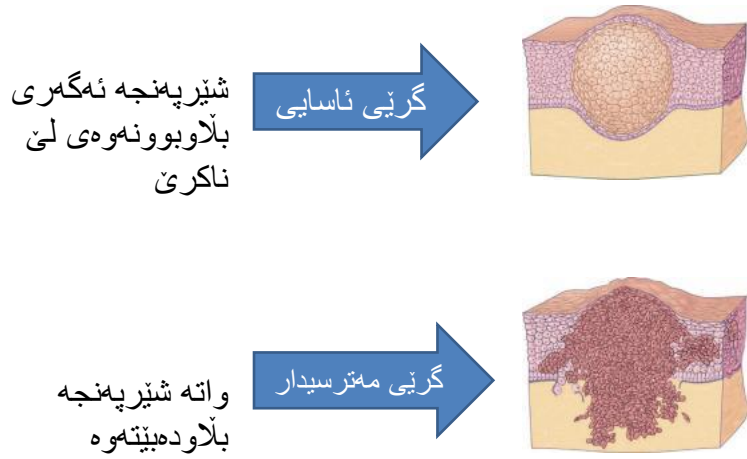 شێرپەنجە ئەگەری
بڵاوبوونەوەی لێ
ناکرێ
گرێی ئاسایی
واتە شێرپەنجە
بڵاودەبێتەوە
گرێی مەترسیدار